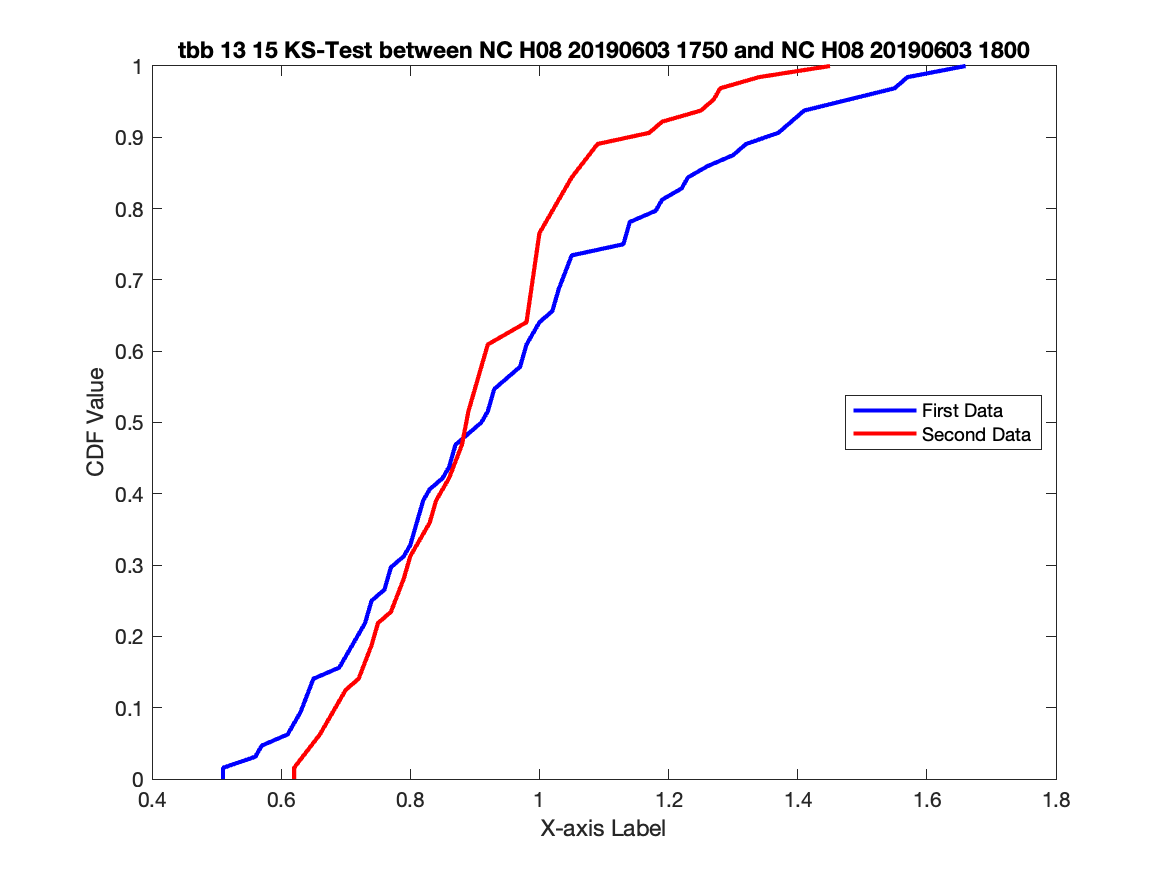 tbb 13 15 KS-Test between NC H08 20190603 1750 and NC H08 20190603 1800
1
0.9
0.8
0.7
0.6
0.5
0.4
0.3
0.2
0.1
0
CDF Value
First Data
Second Data
0.4 0.6 0.8 1 1.2 1.4 1.6 1.8
X-axis Label